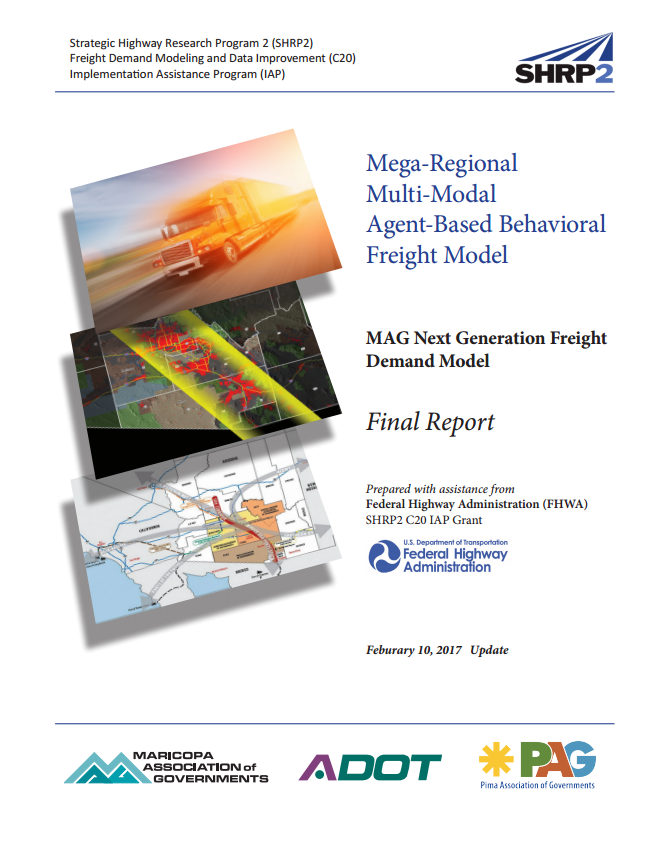 Strategic Highway Research Program 2 (SHRP2)
Freight Demand Modeling and Data Improvement (C20)
Implementation Assistance Program (IAP)
SHRP2
Mega-Regional
Multi-Modal
Agent-Based Behavioral
Freight Model
MAG Next Generation Freight
Demand Model
Final Report
Prepared with assistance from
Federal Highway Administration (FHWA)
SHRP2 C20 IAP Grant
U.S. Department of Transportation
Federal Highway
Administration
Feburary 10, 2017 Update
MARICOPA
ASSOCIATION of
GOVERNMENTS
ADOT
PAG
Pima Association of Governments